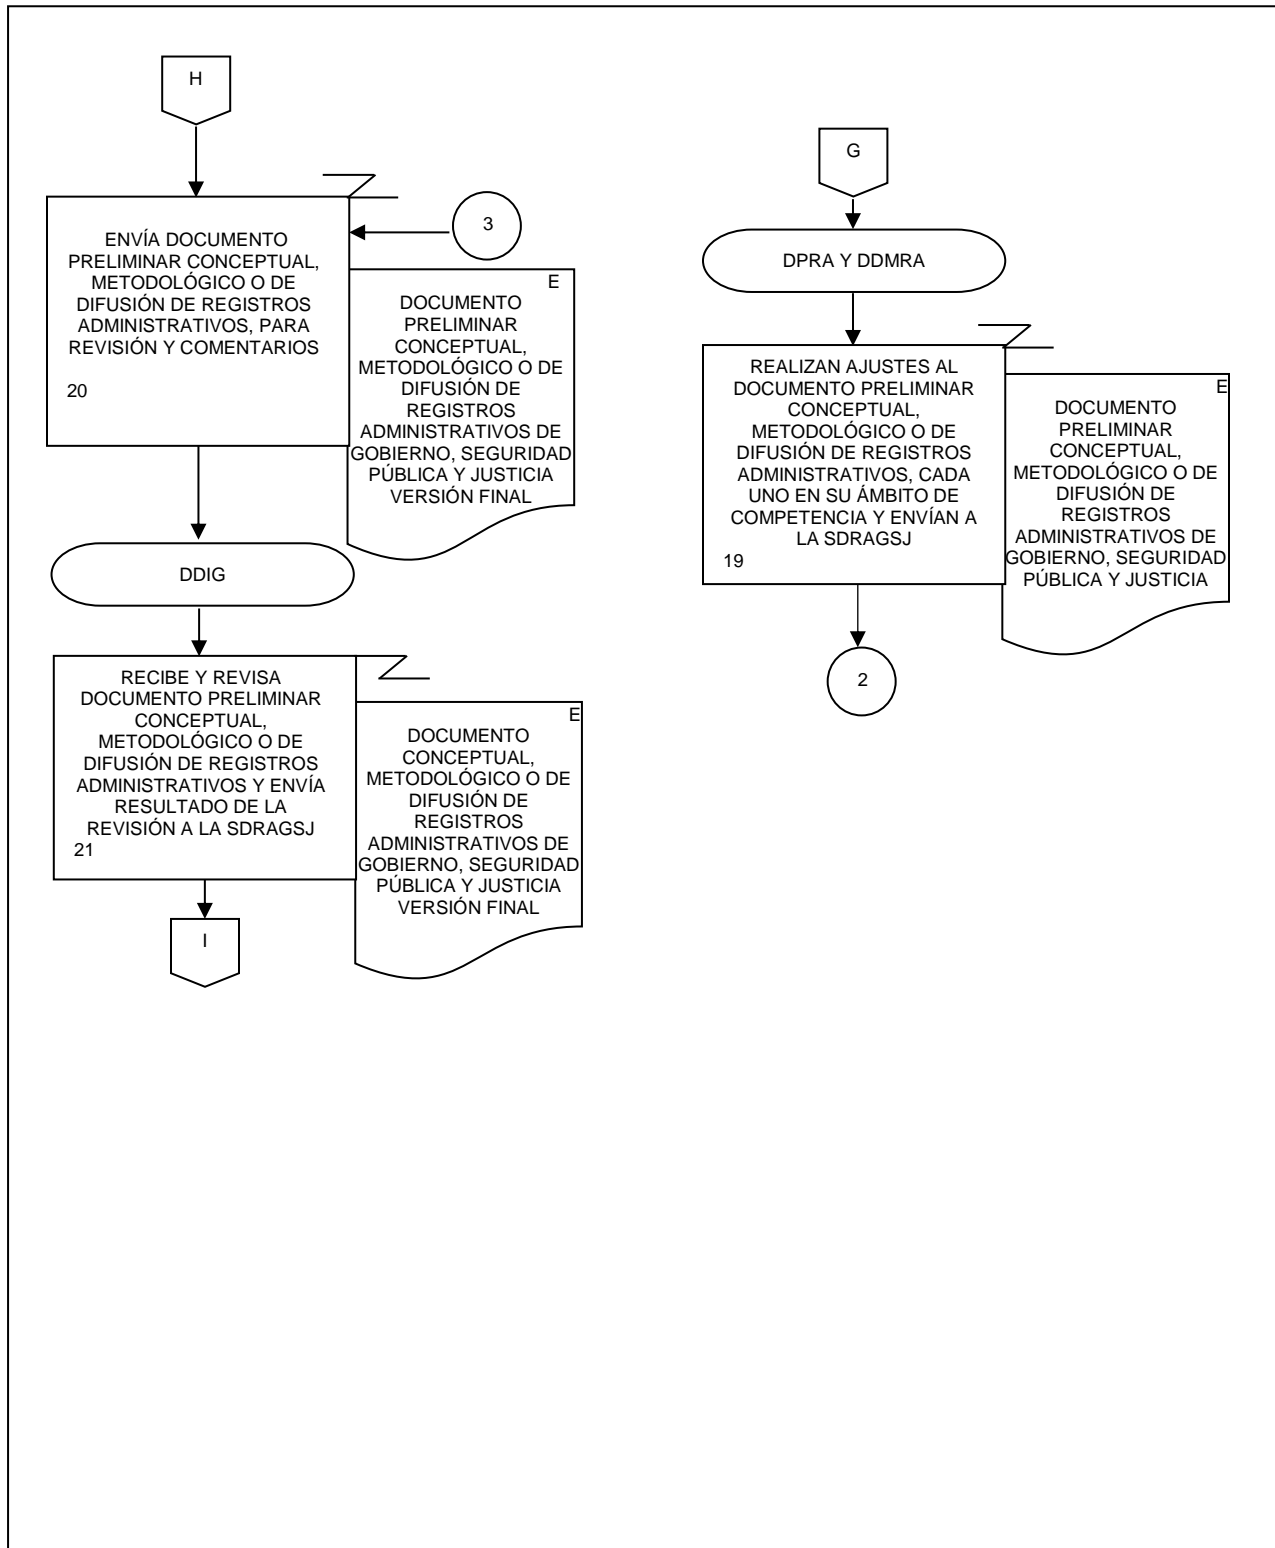 H
ENVÍA DOCUMENTO
PRELIMINAR CONCEPTUAL,
METODOLÓGICO O DE
DIFUSIÓN DE REGISTROS
ADMINISTRATIVOS, PARA
REVISIÓN Y COMENTARIOS
20
3
E
DOCUMENTO
PRELIMINAR
CONCEPTUAL,
METODOLÓGICO O DE
DIFUSIÓN DE
REGISTROS
ADMINISTRATIVOS DE
GOBIERNO, SEGURIDAD
PÚBLICA Y JUSTICIA
VERSIÓN FINAL
DDIG
RECIBE Y REVISA
DOCUMENTO PRELIMINAR
CONCEPTUAL,
METODOLÓGICO O DE
DIFUSIÓN DE REGISTROS
ADMINISTRATIVOS Y ENVÍA
RESULTADO DE LA
REVISIÓN A LA SDRAGSJ
21
E
DOCUMENTO
CONCEPTUAL,
METODOLÓGICO O DE
DIFUSIÓN DE
REGISTROS
ADMINISTRATIVOS DE
GOBIERNO, SEGURIDAD
PÚBLICA Y JUSTICIA
VERSIÓN FINAL
I
G
DPRA Y DDMRA
REALIZAN AJUSTES AL
DOCUMENTO PRELIMINAR
CONCEPTUAL,
METODOLÓGICO O DE
DIFUSIÓN DE REGISTROS
ADMINISTRATIVOS, CADA
UNO EN SU ÁMBITO DE
COMPETENCIA Y ENVÍAN A
LA SDRAGSJ
19
E
DOCUMENTO
PRELIMINAR
CONCEPTUAL,
METODOLÓGICO O DE
DIFUSIÓN DE
REGISTROS
ADMINISTRATIVOS DE
GOBIERNO, SEGURIDAD
PÚBLICA Y JUSTICIA
2